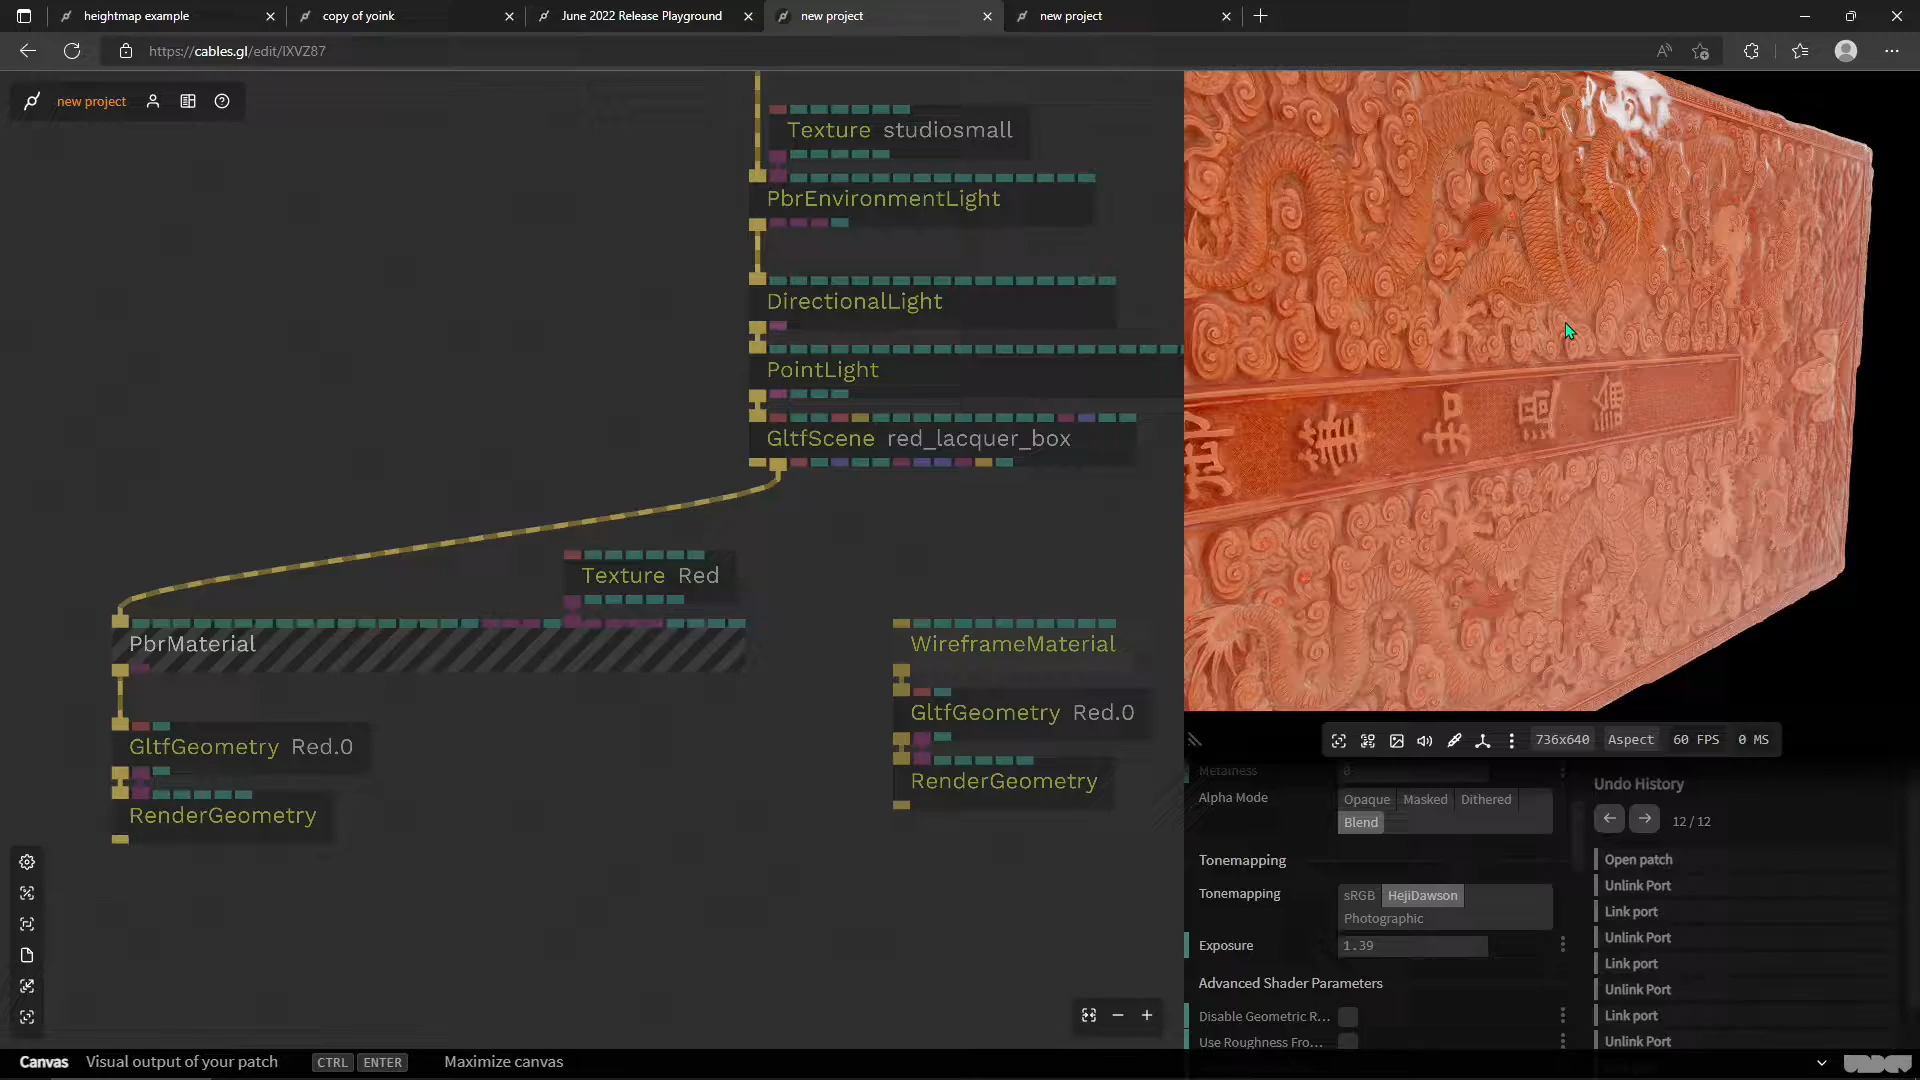 heightmap example
copy of yoink
June 2022 Release Playground
new project
new project
https://cables.gl/edit/lXVZ87
new project
Texture studiosmall
PbrEnvironmentLight
DirectionalLight
PointLight
GltfScene red_lacquer_box
Texture Red
PbrMaterial
GltfGeometry Red.0
RenderGeometry
WireframeMaterial
GltfGeometry Red.0
RenderGeometry
736x640 Aspect 60 FPS 0 MS
Metalness 0
Alpha Mode
Opaque Masked Dithered
Blend
Tonemapping
Tonemapping
sRGB HejiDawson
Photographic
Exposure 1.39
Advanced Shader Parameters
Disable Geometric R...
Use Roughness Fro...
Undo History
12 / 12
Open patch
Unlink Port
Link port
Unlink Port
Link port
Unlink Port
Link port
Unlink Port
Canvas Visual output of your patch CTRL ENTER Maximize canvas